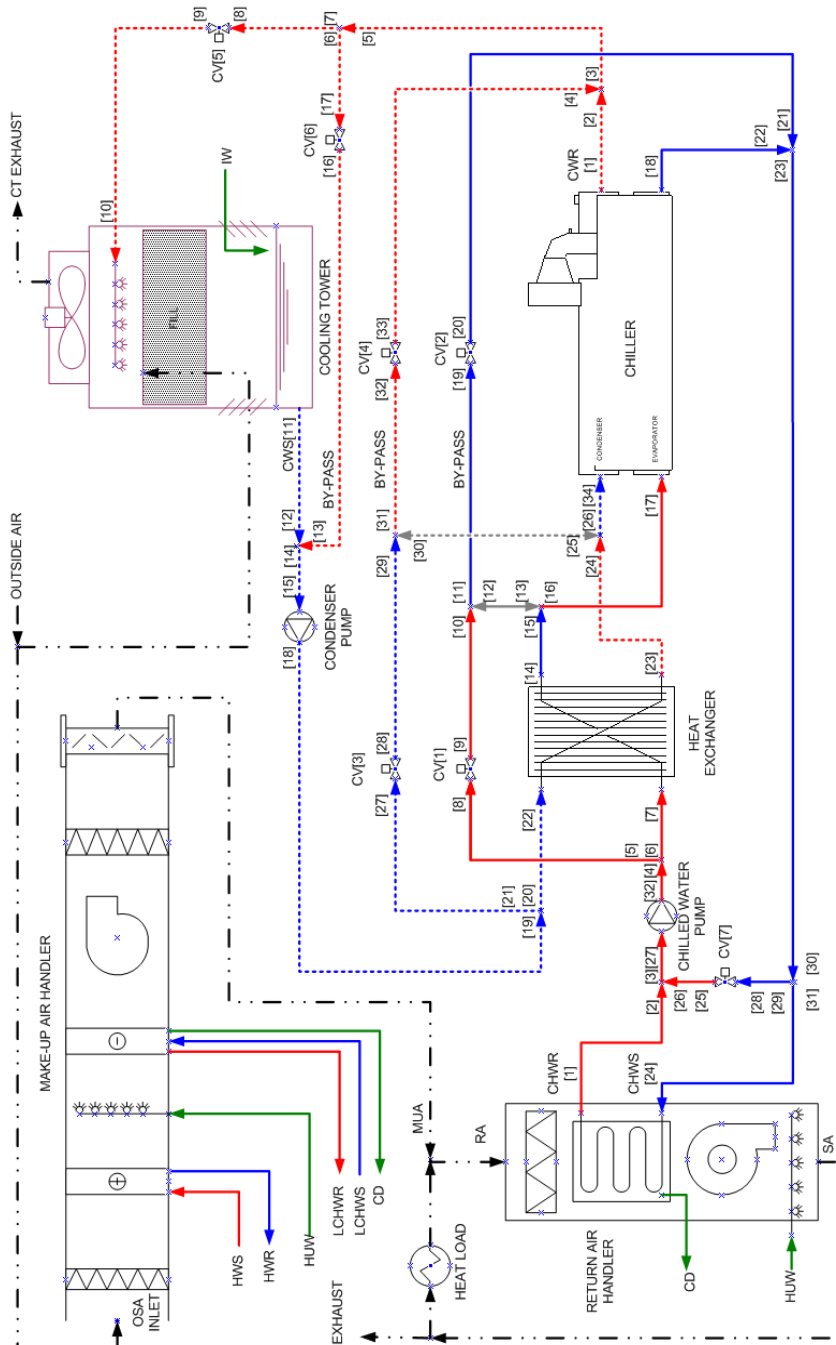 OSA
INLET
MAKE-UP AIR HANDLER
OUTSIDE AIR
CT EXHAUST
HWS
HWR
HUW
LCHWR
LCHWS
CD
EXHAUST
HEAT LOAD
MUA
RA
SA
RETURN AIR
HANDLER
CD
HUW
CHWR
[1]
CHWS
[24]
[2]
[3]
[27]
[26]
[25]
CV[7]
[28]
[29]
[30]
[31]
CHILLED WATER
PUMP
[32]
[4]
[5]
[6]
[7]
[8]
CV[1]
[9]
[10]
[11]
[12]
[13]
[14]
[15]
[16]
[17]
HEAT
EXCHANGER
[22]
[23]
[19]
[20]
[21]
[27]
CV[3]
[28]
[29]
[30]
[31]
[24]
[25]
[26]
[34]
BY-PASS
[32]
CV[4]
[33]
BY-PASS
[19]
CV[2]
[20]
CHILLER
CONDENSER
EVAPORATOR
CWR
[1]
[2]
[3]
[4]
[18]
[21]
[22]
[23]
CONDENSER
PUMP
[18]
[15]
[14]
[13]
[12]
CWS[11]
BY-PASS
COOLING TOWER
FILL
IW
[16]
CV[6]
[17]
[5]
[6]
[7]
[8]
CV[5]
[9]
[10]